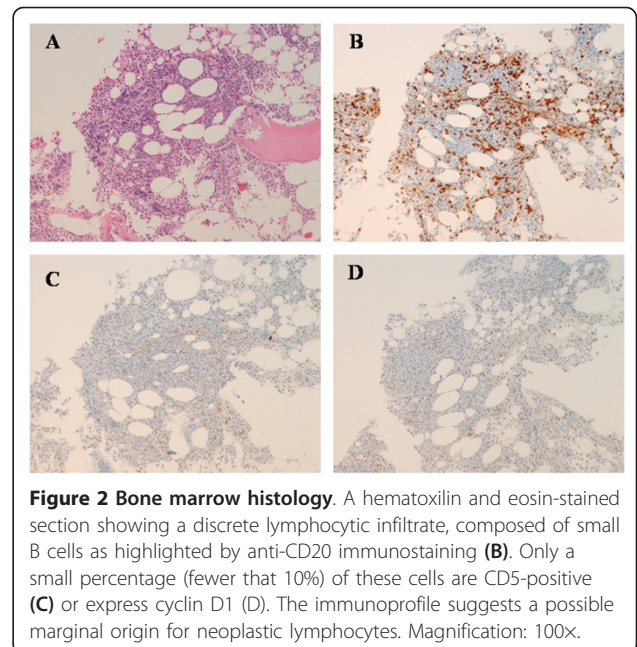 A
B
C
D
Figure 2 Bone marrow histology. A hematoxilin and eosin-stained
section showing a discrete lymphocytic infiltrate, composed of small
B cells as highlighted by anti-CD20 immunostaining (B). Only a
small percentage (fewer that 10%) of these cells are CD5-positive
(C) or express cyclin D1 (D). The immunoprofile suggests a possible
marginal origin for neoplastic lymphocytes. Magnification: 100×.